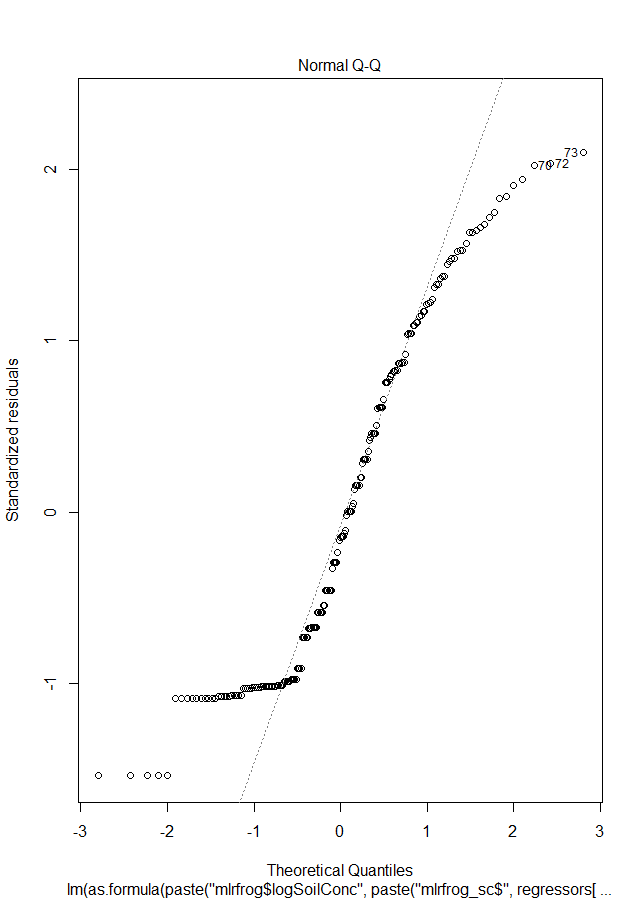 Normal Q-Q
73
70
72
2
1
0
-1
Standardized residuals
-3 -2 -1 0 1 2 3
Theoretical Quantiles
lm(as.formula(paste("mlrfrog$logSoilConc", paste("mlrfrog_sc$", regressors[ ...